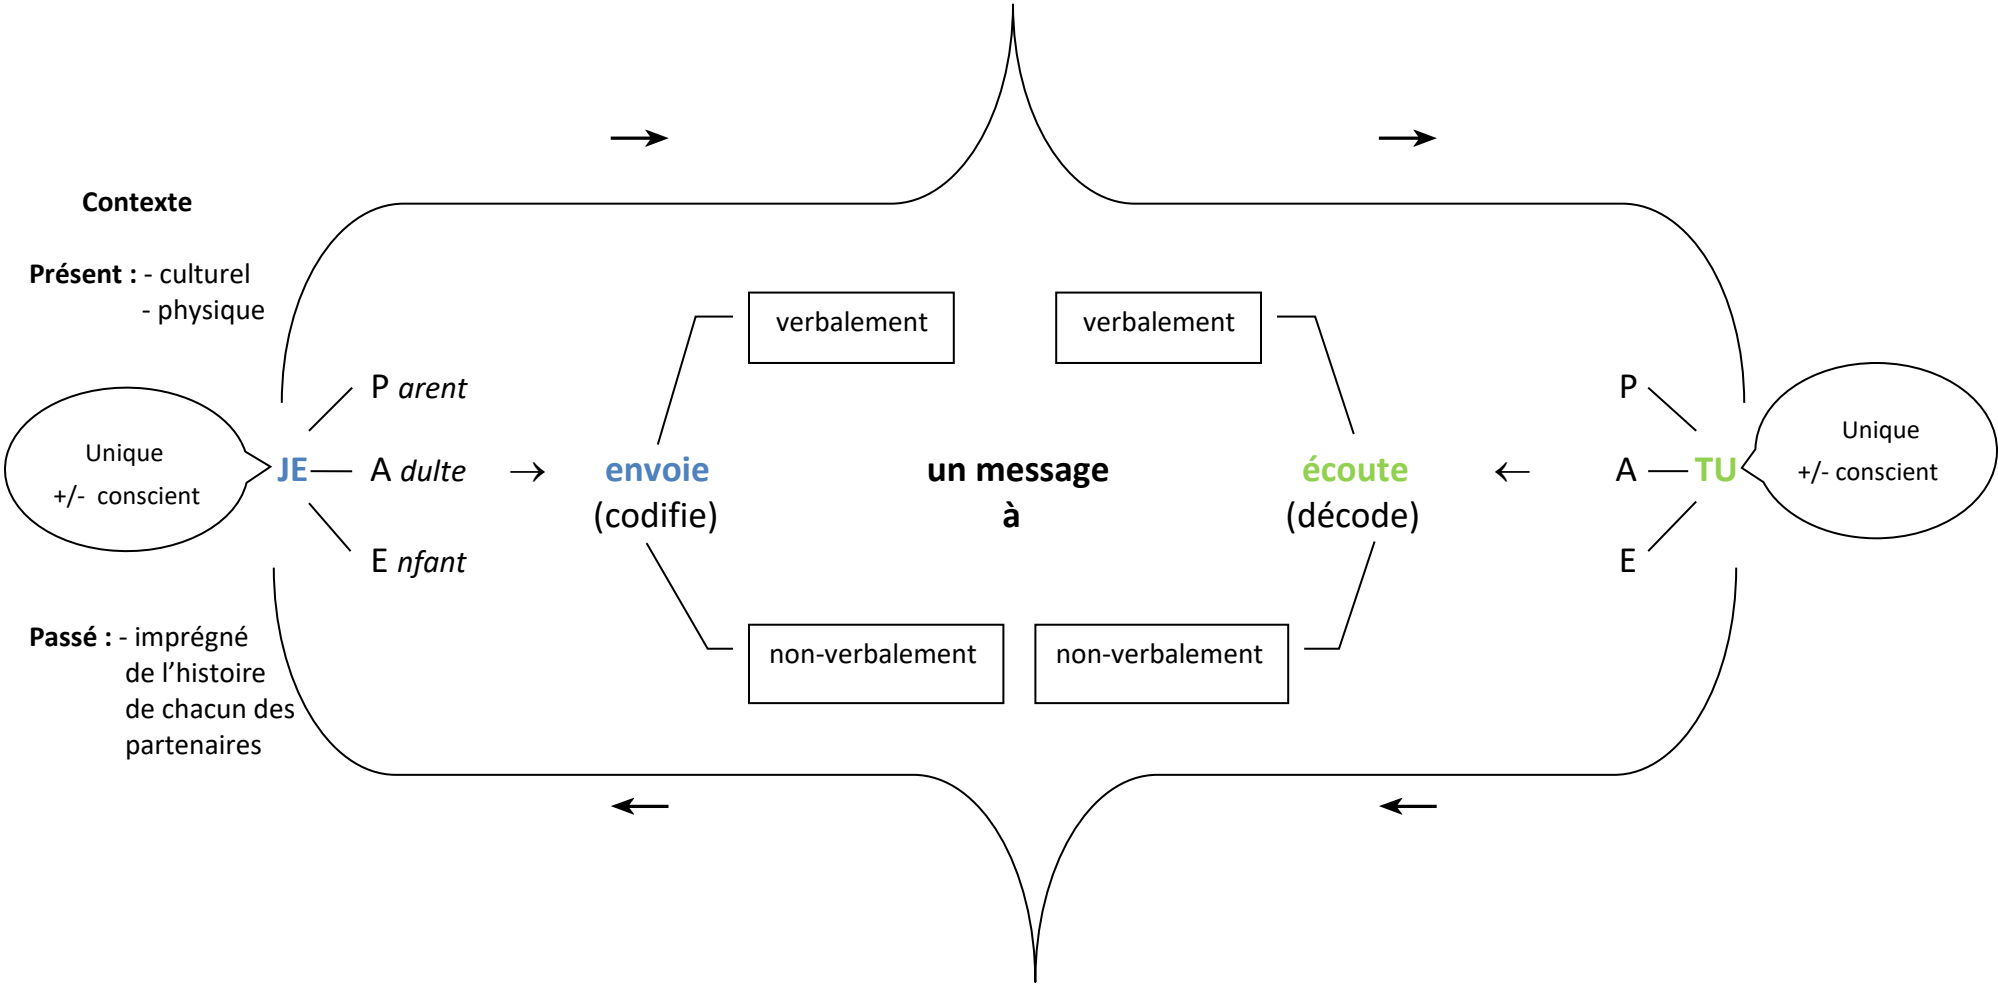 Contexte
Présent : - culturel
- physique
Unique
+/- conscient
JE
P arent
A dulte
E nfant
→
envoie
(codifie)
verbalement
non-verbalement
un message
à
verbalement
non-verbalement
écoute
(décode)
←
P
A
E
TU
Unique
+/- conscient
Passé : - imprégné
de l’histoire
de chacun des
partenaires